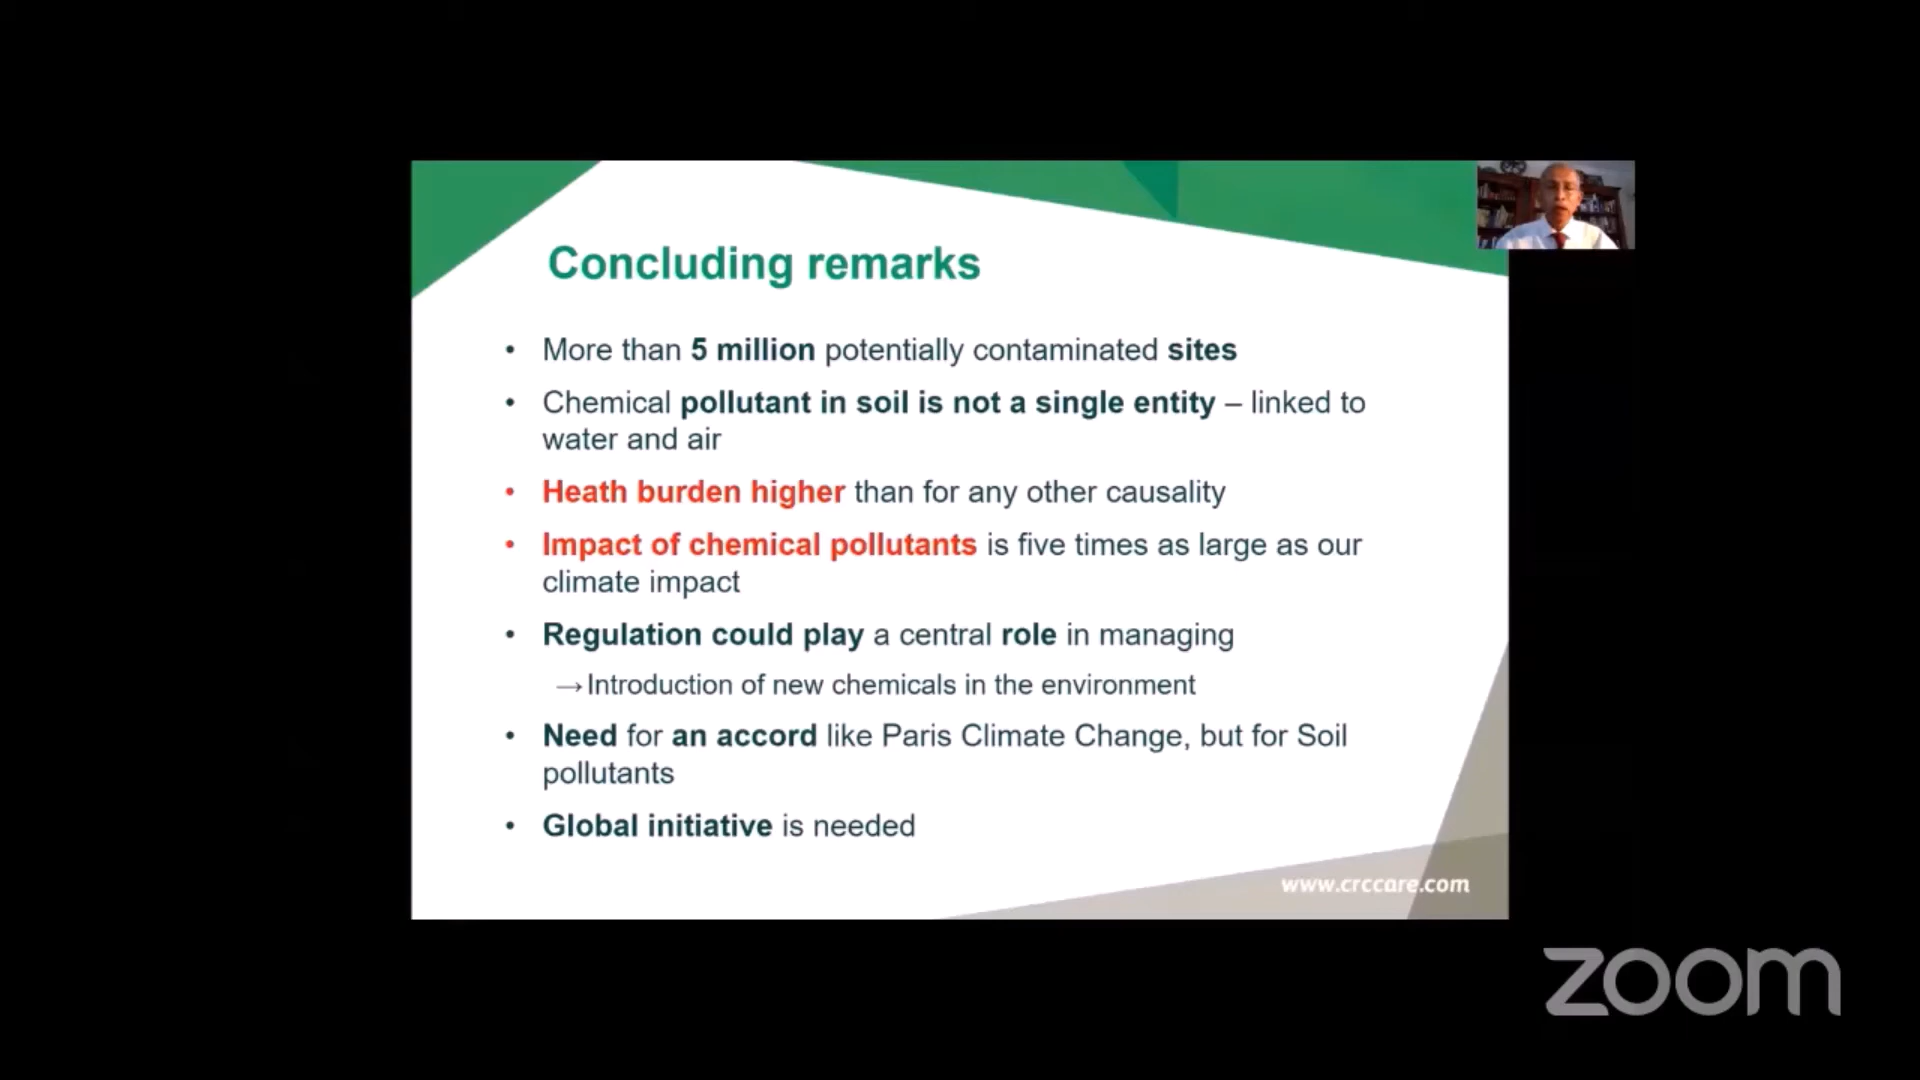 Concluding remarks
• More than 5 million potentially contaminated sites
• Chemical pollutant in soil is not a single entity – linked to
water and air
• Heath burden higher than for any other causality
• Impact of chemical pollutants is five times as large as our
climate impact
• Regulation could play a central role in managing
→Introduction of new chemicals in the environment
• Need for an accord like Paris Climate Change, but for Soil
pollutants
• Global initiative is needed
www.crccare.com
zoom